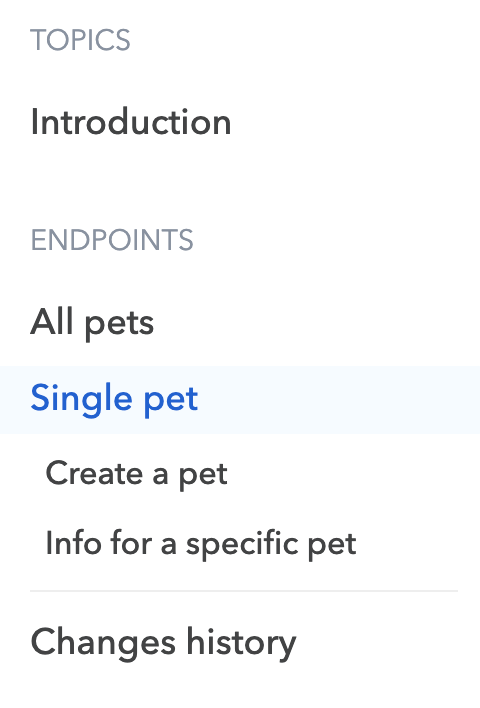 TOPICS
Introduction
ENDPOINTS
All pets
Single pet
Create a pet
Info for a specific pet
Changes history